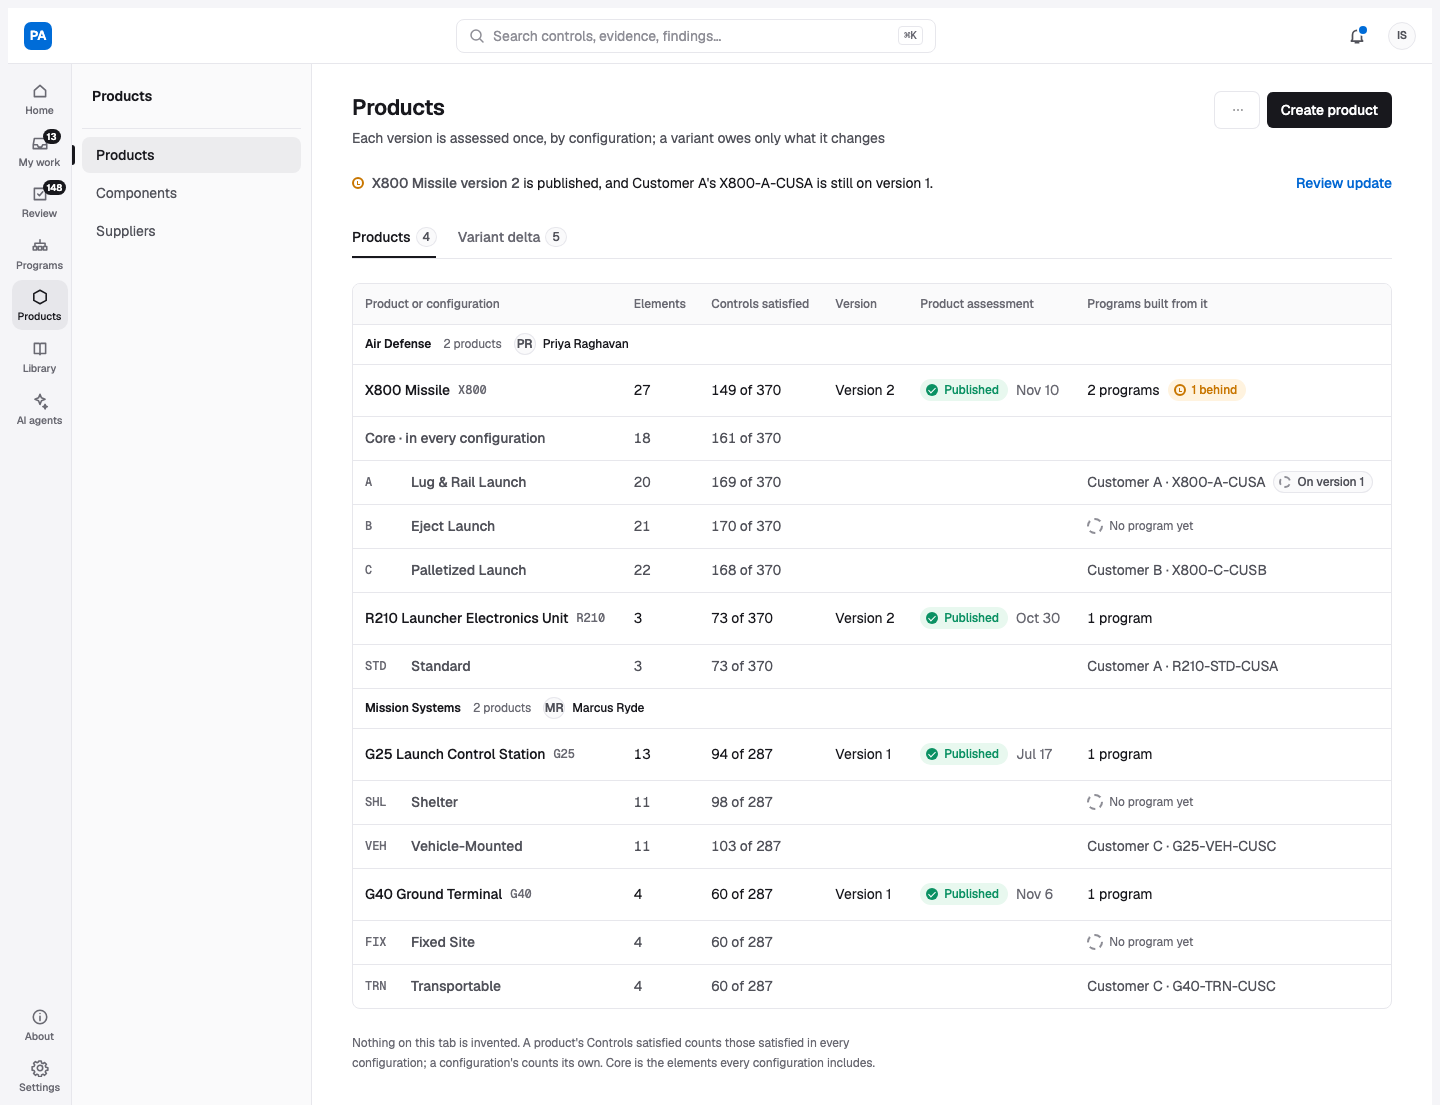 PA
Search controls, evidence, findings...
⌘K
IS
Home
13
My work
148
Review
Programs
Products
Library
AI agents
About
Settings
Products
Products
Components
Suppliers
Products
Each version is assessed once, by configuration; a variant owes only what it changes
...
Create product
X800 Missile version 2 is published, and Customer A's X800-A-CUSA is still on version 1.
Review update
Products 4
Variant delta 5
Product or configuration Elements Controls satisfied Version Product assessment Programs built from it
Air Defense 2 products PR Priya Raghavan
X800 Missile X800 27 149 of 370 Version 2 Published Nov 10 2 programs 1 behind
Core · in every configuration 18 161 of 370
A Lug & Rail Launch 20 169 of 370 Customer A · X800-A-CUSA On version 1
B Eject Launch 21 170 of 370 No program yet
C Palletized Launch 22 168 of 370 Customer B · X800-C-CUSB
R210 Launcher Electronics Unit R210 3 73 of 370 Version 2 Published Oct 30 1 program
STD Standard 3 73 of 370 Customer A · R210-STD-CUSA
Mission Systems 2 products MR Marcus Ryde
G25 Launch Control Station G25 13 94 of 287 Version 1 Published Jul 17 1 program
SHL Shelter 11 98 of 287 No program yet
VEH Vehicle-Mounted 11 103 of 287 Customer C · G25-VEH-CUSC
G40 Ground Terminal G40 4 60 of 287 Version 1 Published Nov 6 1 program
FIX Fixed Site 4 60 of 287 No program yet
TRN Transportable 4 60 of 287 Customer C · G40-TRN-CUSC
Nothing on this tab is invented. A product's Controls satisfied counts those satisfied in every
configuration; a configuration's counts its own. Core is the elements every configuration includes.